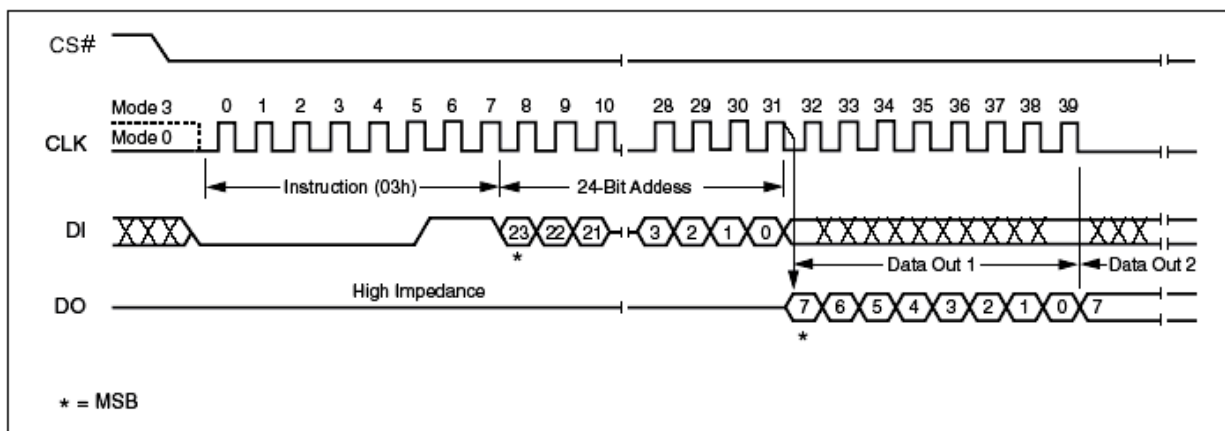 CS#
Mode 3
0 1 2 3 4 5 6 7 8 9 10 28 29 30 31 32 33 34 35 36 37 38 39
CLK
Mode 0
Instruction (03h)
24-Bit Addess
DI
23 22 21 3 2 1 0
*
Data Out 1
Data Out 2
High Impedance
DO
7 6 5 4 3 2 1 0 7
*
* = MSB